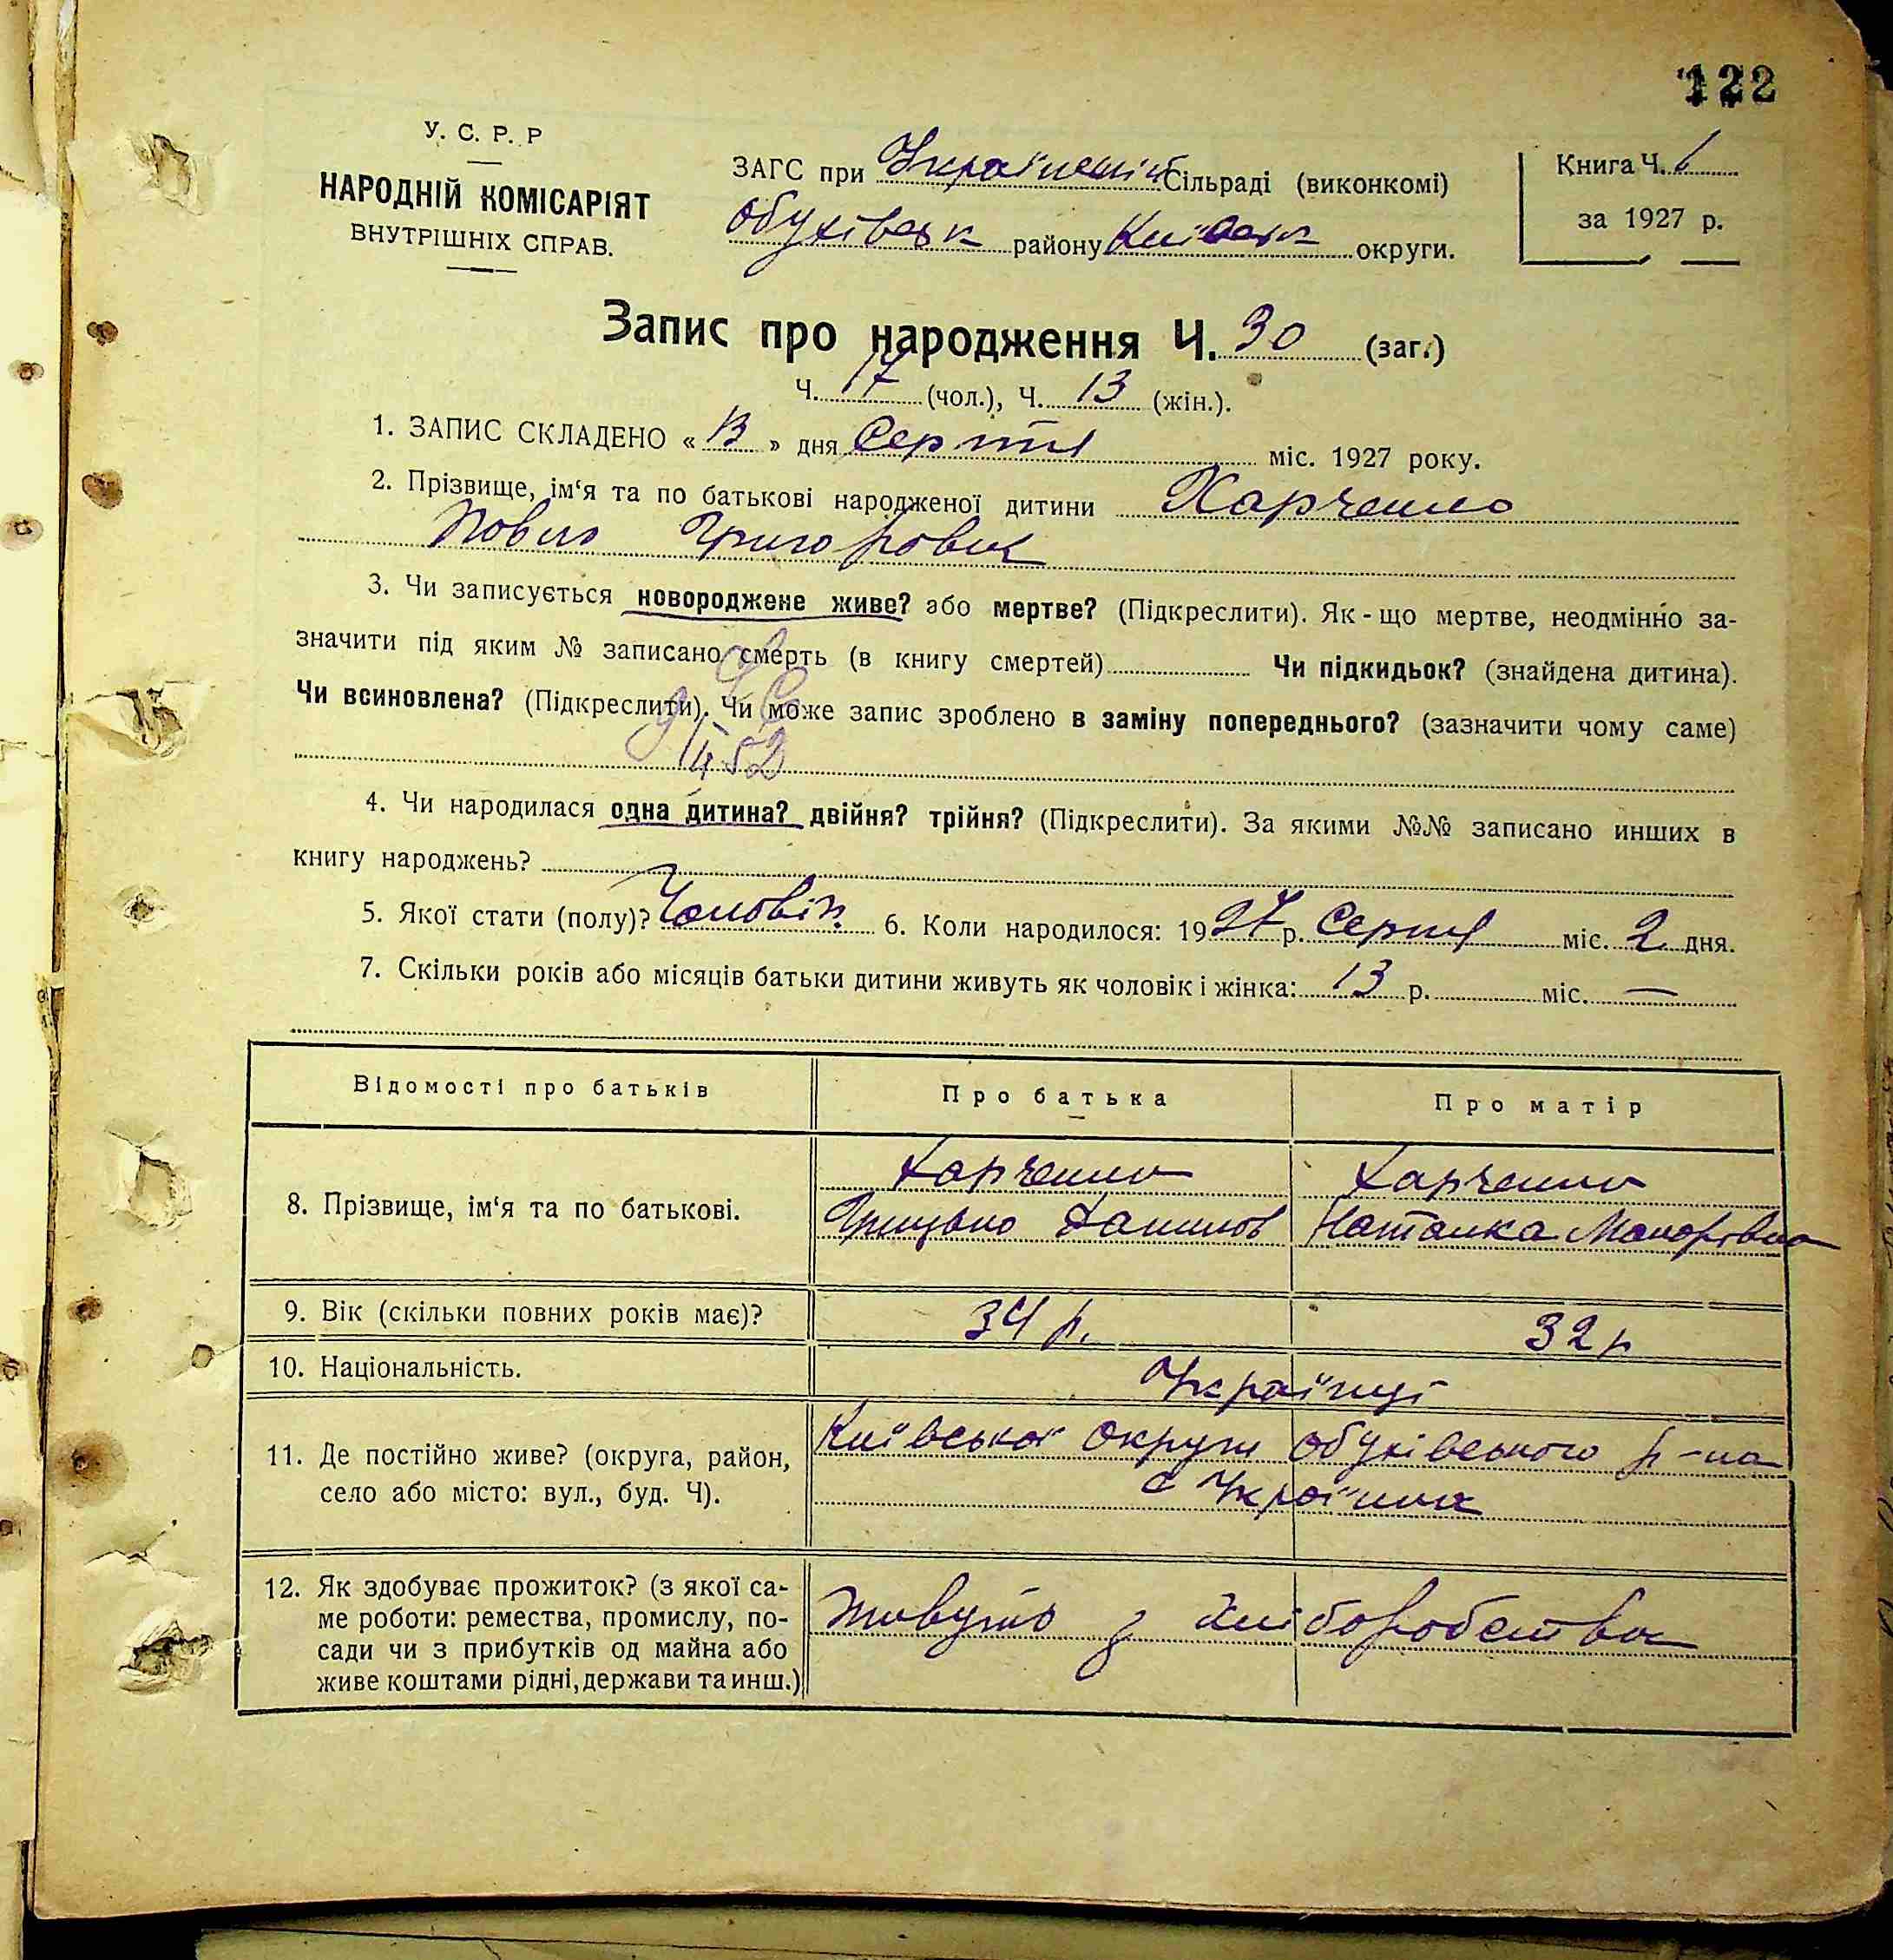 122
У. С. Р. Р
НАРОДНІЙ КОМІСАРІЯТ
ВНУТРІШНІХ СПРАВ.
ЗАГС при Українській Сільраді (виконкомі)
Обухівськ району Київськ округи.
Книга Ч. 6
за 1927 р.
Запис про народження Ч. 30 (заг.)
Ч. 17 (чол.), Ч. 13 (жін.).
1. ЗАПИС СКЛАДЕНО « 13 » дня Серпня міс. 1927 року.
2. Прізвище, ім‘я та по батькові народженої дитини Харченко
Повло Григорович
3. Чи записується новороджене живе? або мертве? (Підкреслити). Як-що мертве, неодмінно за-
значити під яким № записано смерть (в книгу смертей) Чи підкидьок? (знайдена дитина).
Чи всиновлена? (Підкреслити). Чи може запис зроблено в заміну попереднього? (зазначити чому саме)
4. Чи народилася одна дитина? двійня? трійня? (Підкреслити). За якими №№ записано инших в
книгу народжень?
5. Якої стати (полу)? Чоловіч. 6. Коли народилося: 1927 р. Серпня міс. 2 дня.
7. Скільки років або місяців батьки дитини живуть як чоловік і жінка: 13 р. міс. —
Відомості про батьків Про батька Про матір
8. Прізвище, ім‘я та по батькові.
Харченко Харченко
Грицько Наталка Макарівна
9. Вік (скільки повних років має)? 34 р. 32 р
10. Національність. Українці
11. Де постійно живе? (округа, район,
село або місто: вул., буд. Ч).
Київської округи Обухівського р-на
с Українка
12. Як здобуває прожиток? (з якої са-
ме роботи: ремества, промислу, по-
сади чи з прибутків од майна або
живе коштами рідні, держави та инш.)
живуть з хліборобства